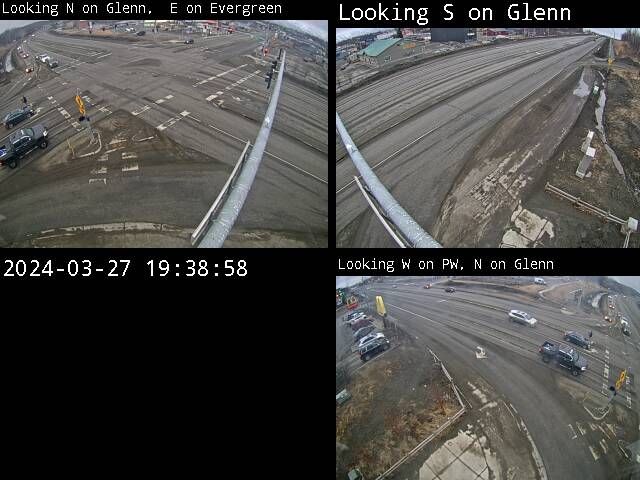 Looking N on Glenn, E on Evergreen
Looking S on Glenn
2024-03-27 19:38:58
Looking W on PW, N on Glenn